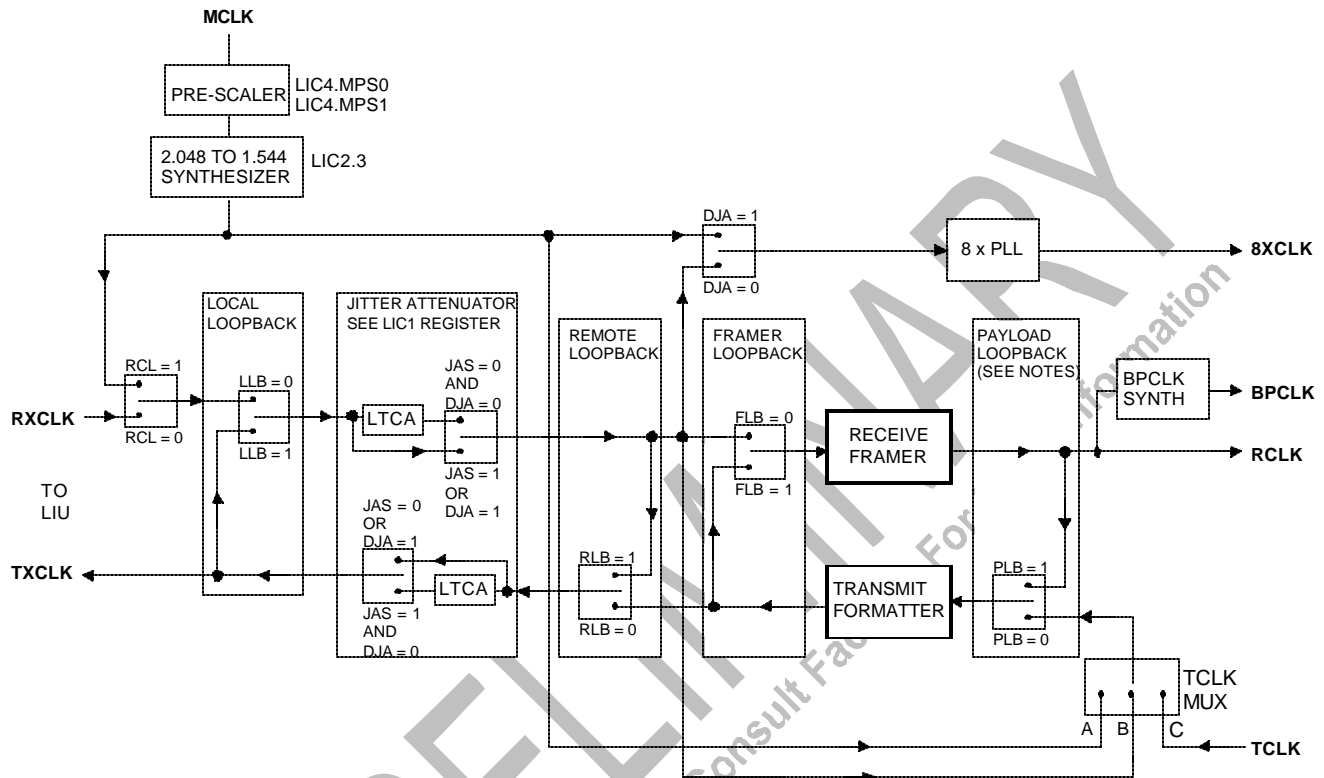 MCLK
PRE-SCALER
LIC4.MPS0
LIC4.MPS1
2.048 TO 1.544
SYNTHESIZER
LIC2.3
DJA = 1
DJA = 0
8 x PLL
8XCLK
LOCAL
LOOPBACK
JITTER ATTENUATOR
SEE LIC1 REGISTER
REMOTE
LOOPBACK
FRAMER
LOOPBACK
PAYLOAD
LOOPBACK
(SEE NOTES)
BPCLK
SYNTH
BPCLK
RCL = 1
RCL = 0
RXCLK
LLB = 0
LLB = 1
LTCA
JAS = 0
AND
DJA = 0
JAS = 1
OR
DJA = 1
FLB = 0
FLB = 1
RECEIVE
FRAMER
RCLK
TO
LIU
TXCLK
JAS = 0
OR
DJA = 1
LTCA
JAS = 1
AND
DJA = 0
RLB = 1
RLB = 0
TRANSMIT
FORMATTER
PLB = 1
PLB = 0
TCLK
MUX
A
B
C
TCLK